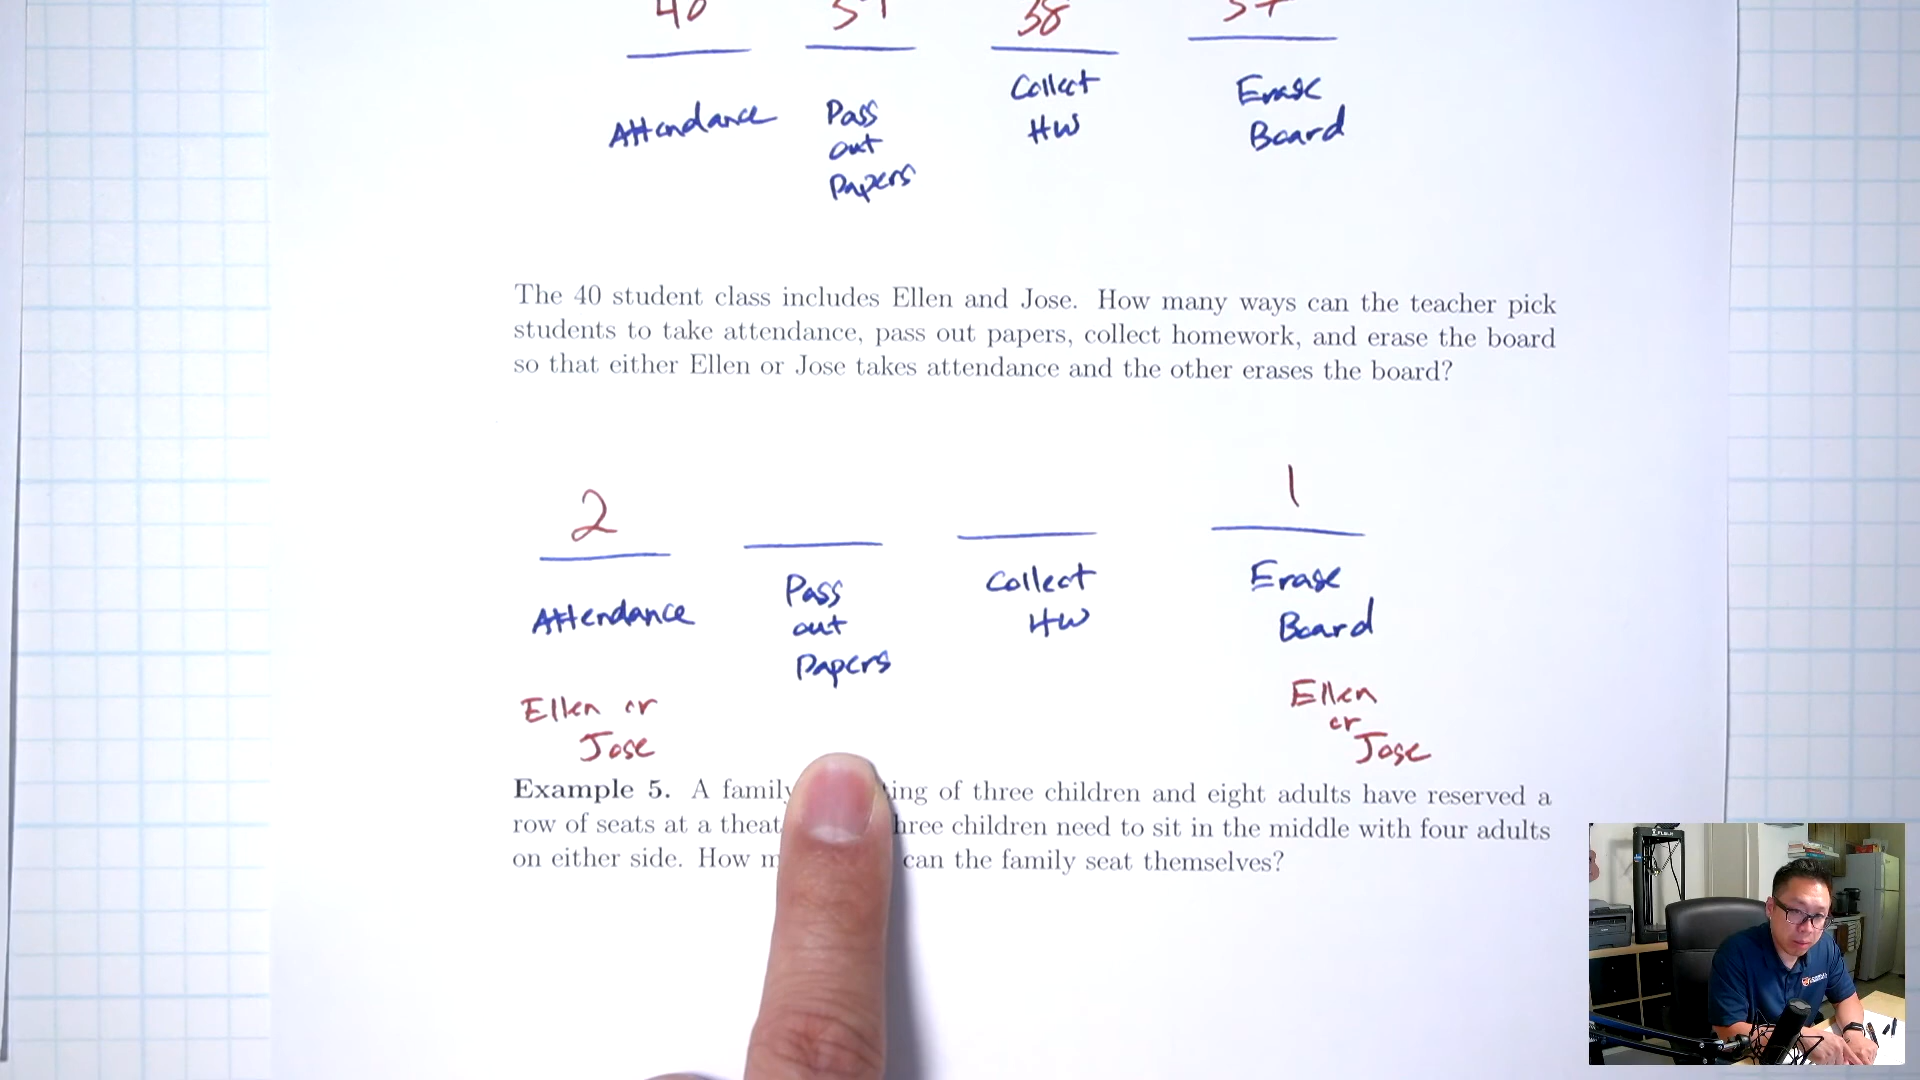 40 39 38 37
Attendance
Pass
out
Papers
Collect
HW
Erase
Board
The 40 student class includes Ellen and Jose. How many ways can the teacher pick
students to take attendance, pass out papers, collect homework, and erase the board
so that either Ellen or Jose takes attendance and the other erases the board?
2 1
Attendance
Pass
out
Papers
Collect
HW
Erase
Board
Ellen or
Jose
Ellen
or
Jose
Example 5. A family ing of three children and eight adults have reserved a
row of seats at a theat hree children need to sit in the middle with four adults
on either side. How m can the family seat themselves?